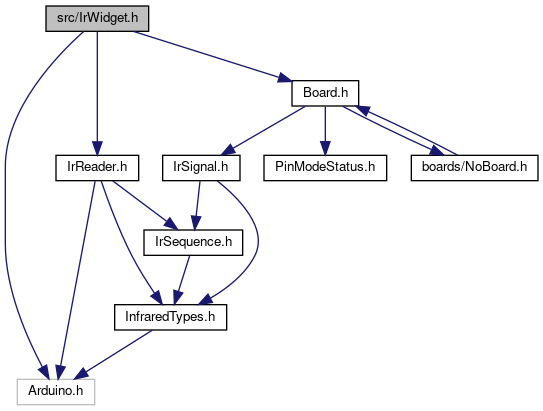 src/IrWidget.h
Board.h
IrReader.h
IrSignal.h
PinModeStatus.h
boards/NoBoard.h
IrSequence.h
InfraredTypes.h
Arduino.h